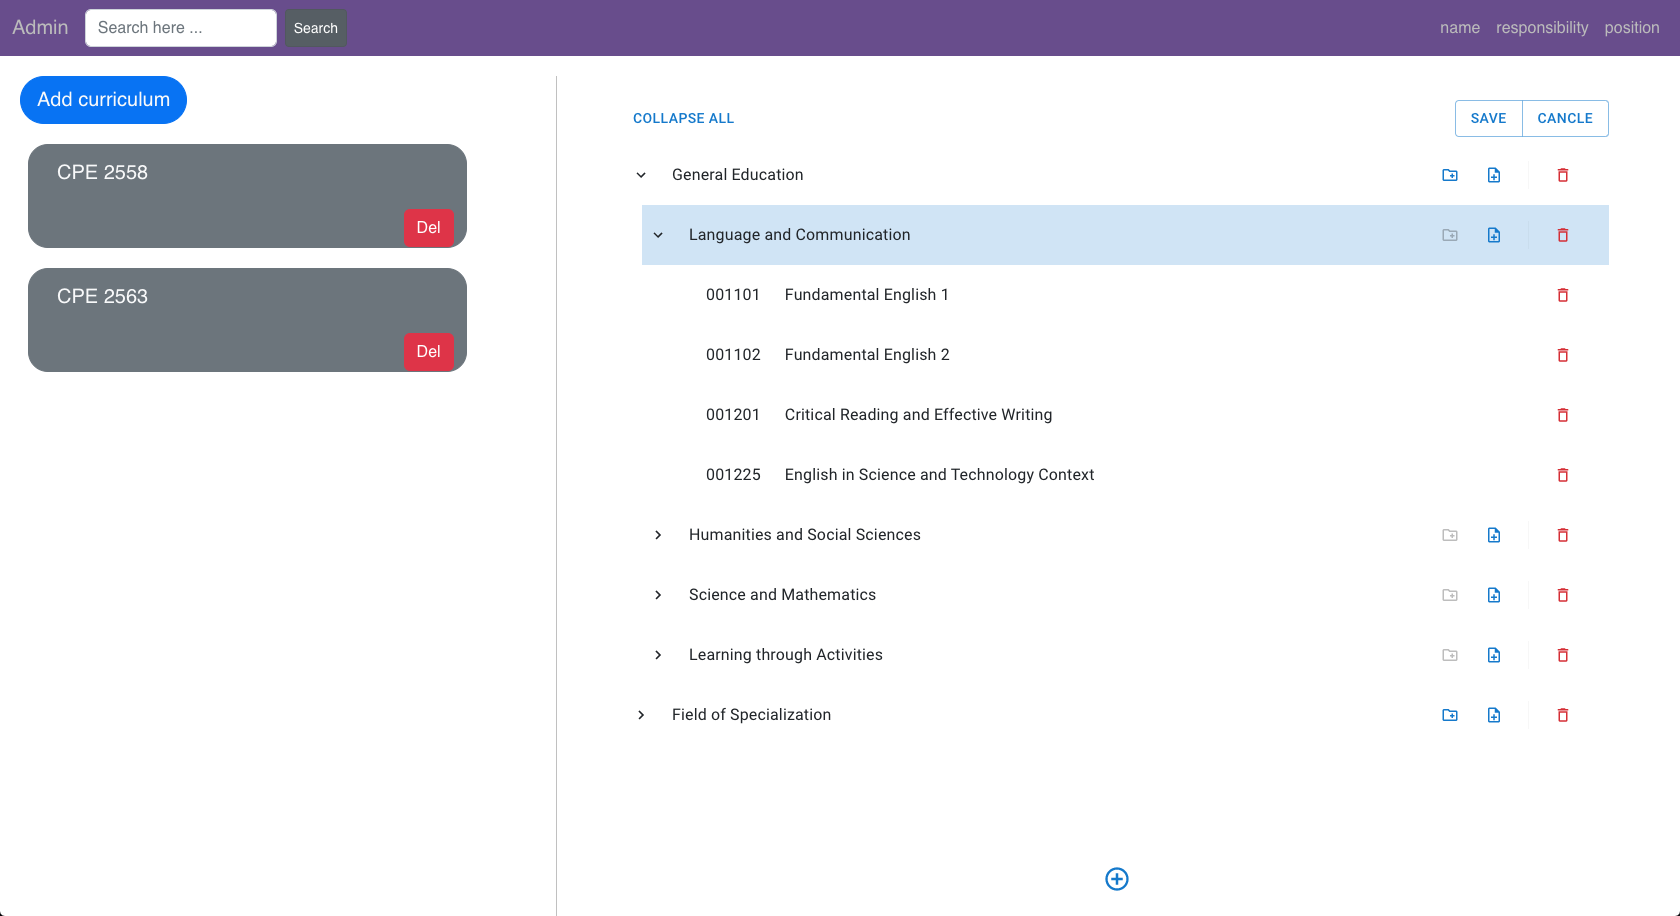 Admin Search here ... Search name responsibility position
Add curriculum
CPE 2558
Del
CPE 2563
Del
COLLAPSE ALL SAVE CANCLE
General Education
Language and Communication
001101 Fundamental English 1
001102 Fundamental English 2
001201 Critical Reading and Effective Writing
001225 English in Science and Technology Context
Humanities and Social Sciences
Science and Mathematics
Learning through Activities
Field of Specialization